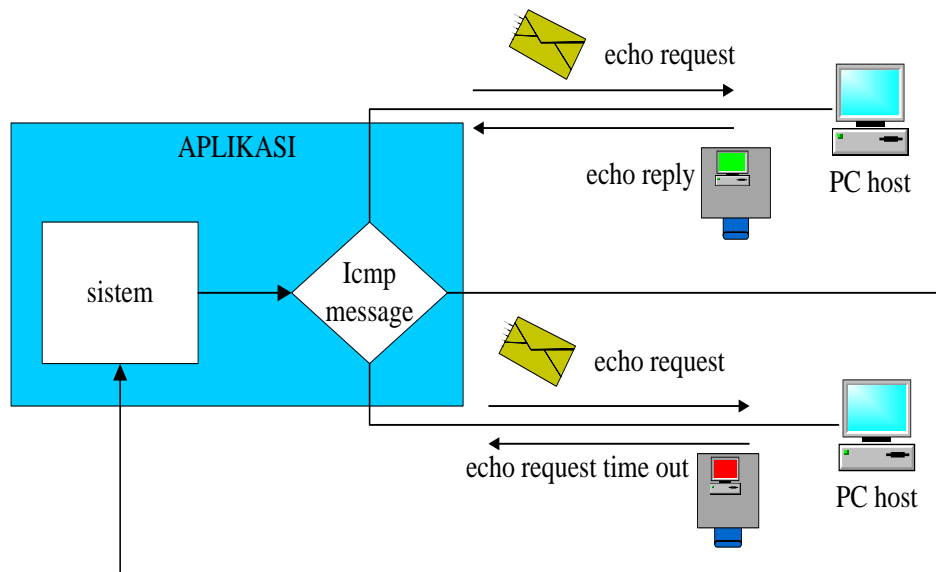 echo request
APLIKASI
echo reply
PC host
sistem
Icmp
message
echo request
echo request time out
PC host